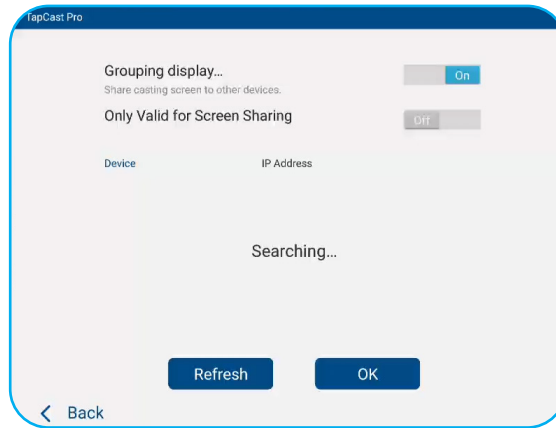 TapCast Pro
Grouping display... On
Share casting screen to other devices.
Only Valid for Screen Sharing Off
Device IP Address
Searching...
Refresh OK
Back